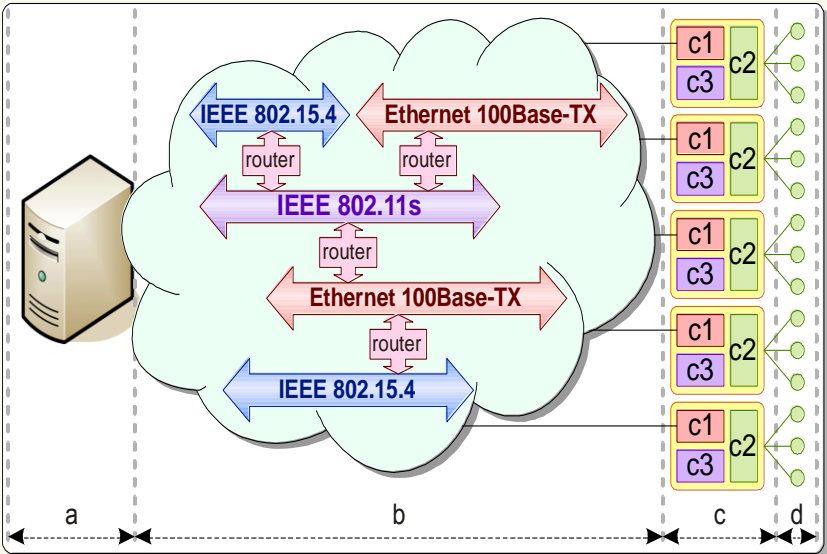 IEEE 802.15.4
Ethernet 100Base-TX
router
router
IEEE 802.11s
router
Ethernet 100Base-TX
router
IEEE 802.15.4
c1
c2
c3
c1
c2
c3
c1
c2
c3
c1
c2
c3
c1
c2
c3
a
b
c
d